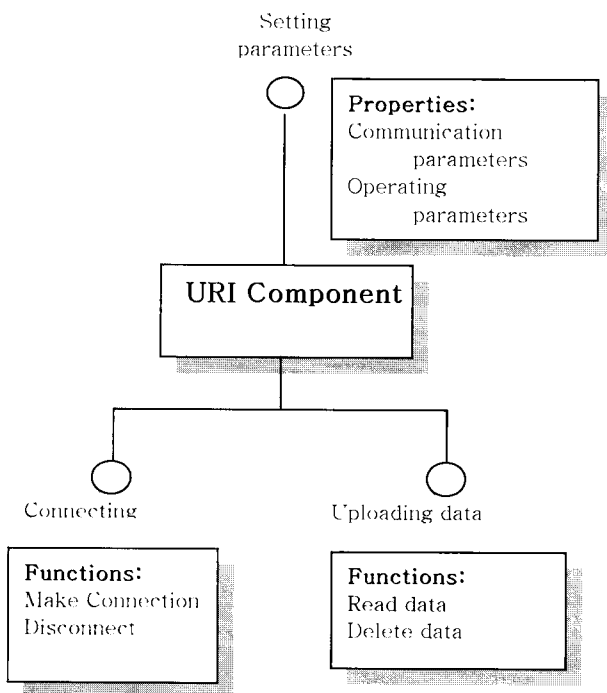 Setting
parameters
Properties:
Communication
parameters
Operating
parameters
URI Component
Connecting
Functions:
Make Connection
Disconnect
Uploading data
Functions:
Read data
Delete data